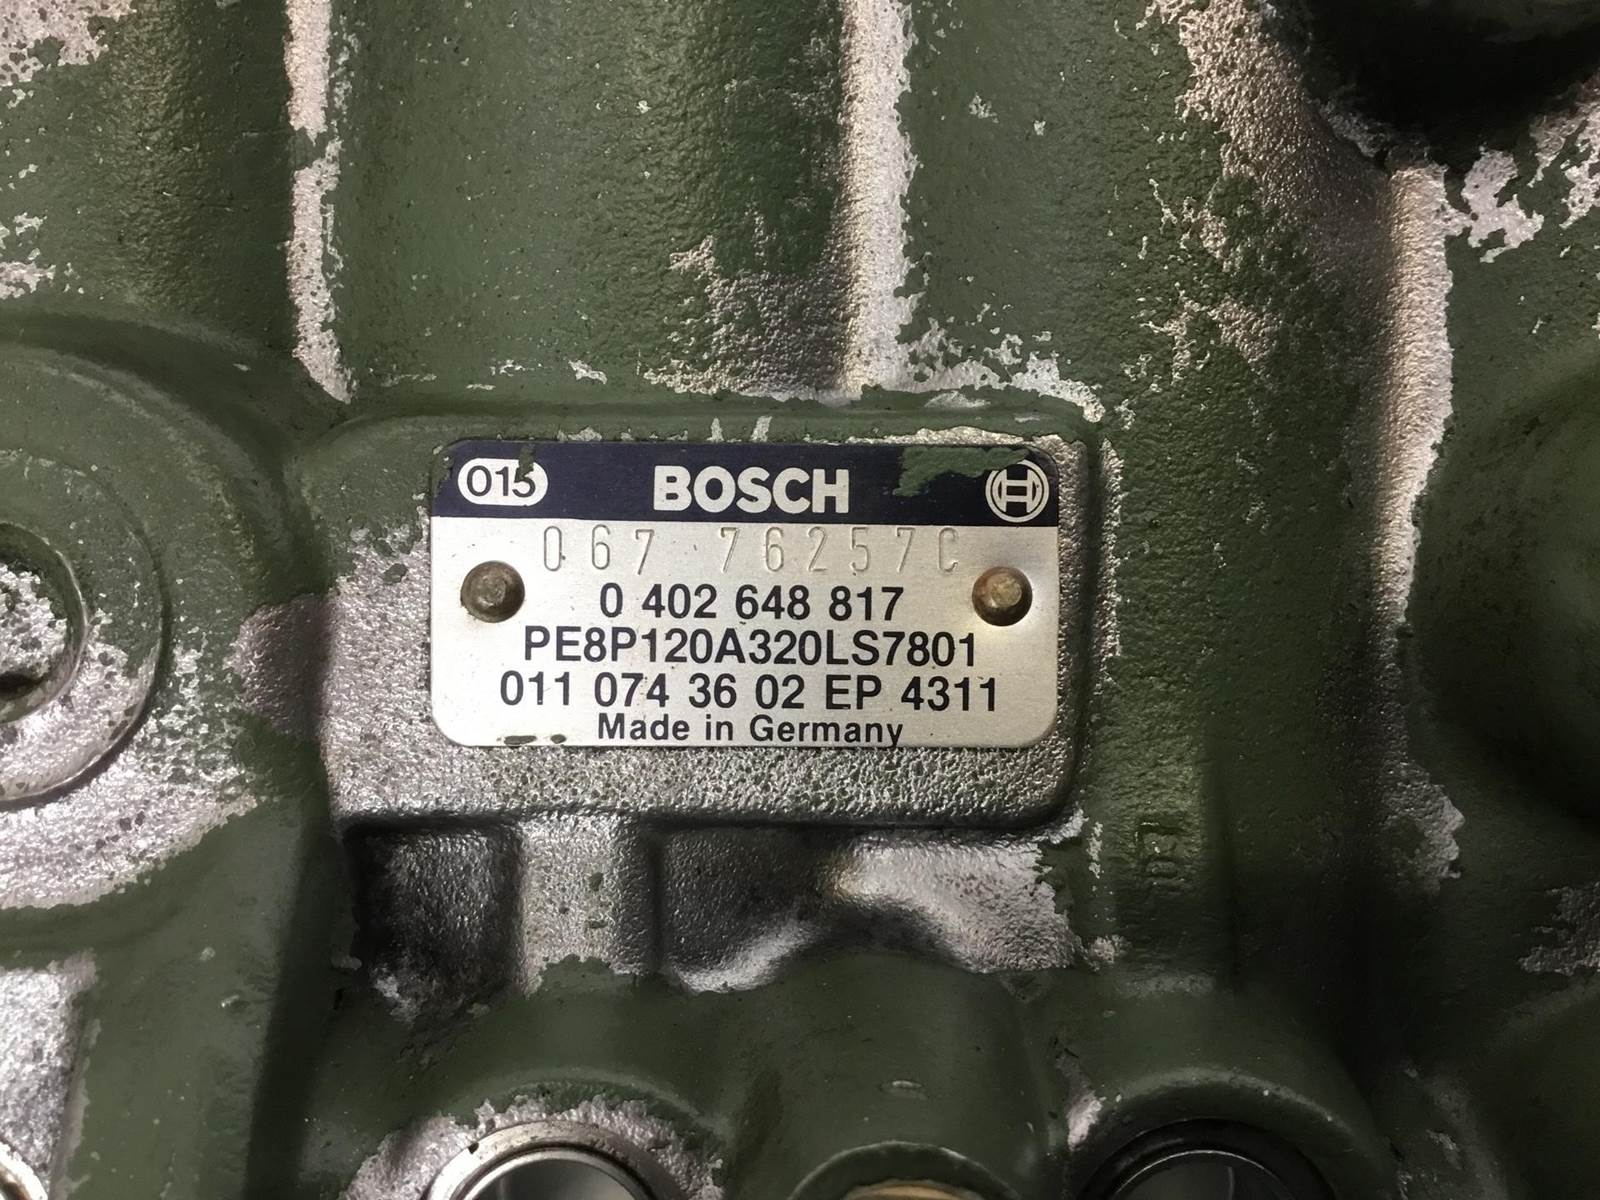 015 BOSCH
067 76257C
0 402 648 817
PE8P120A320LS7801
011 074 36 02 EP 4311
Made in Germany